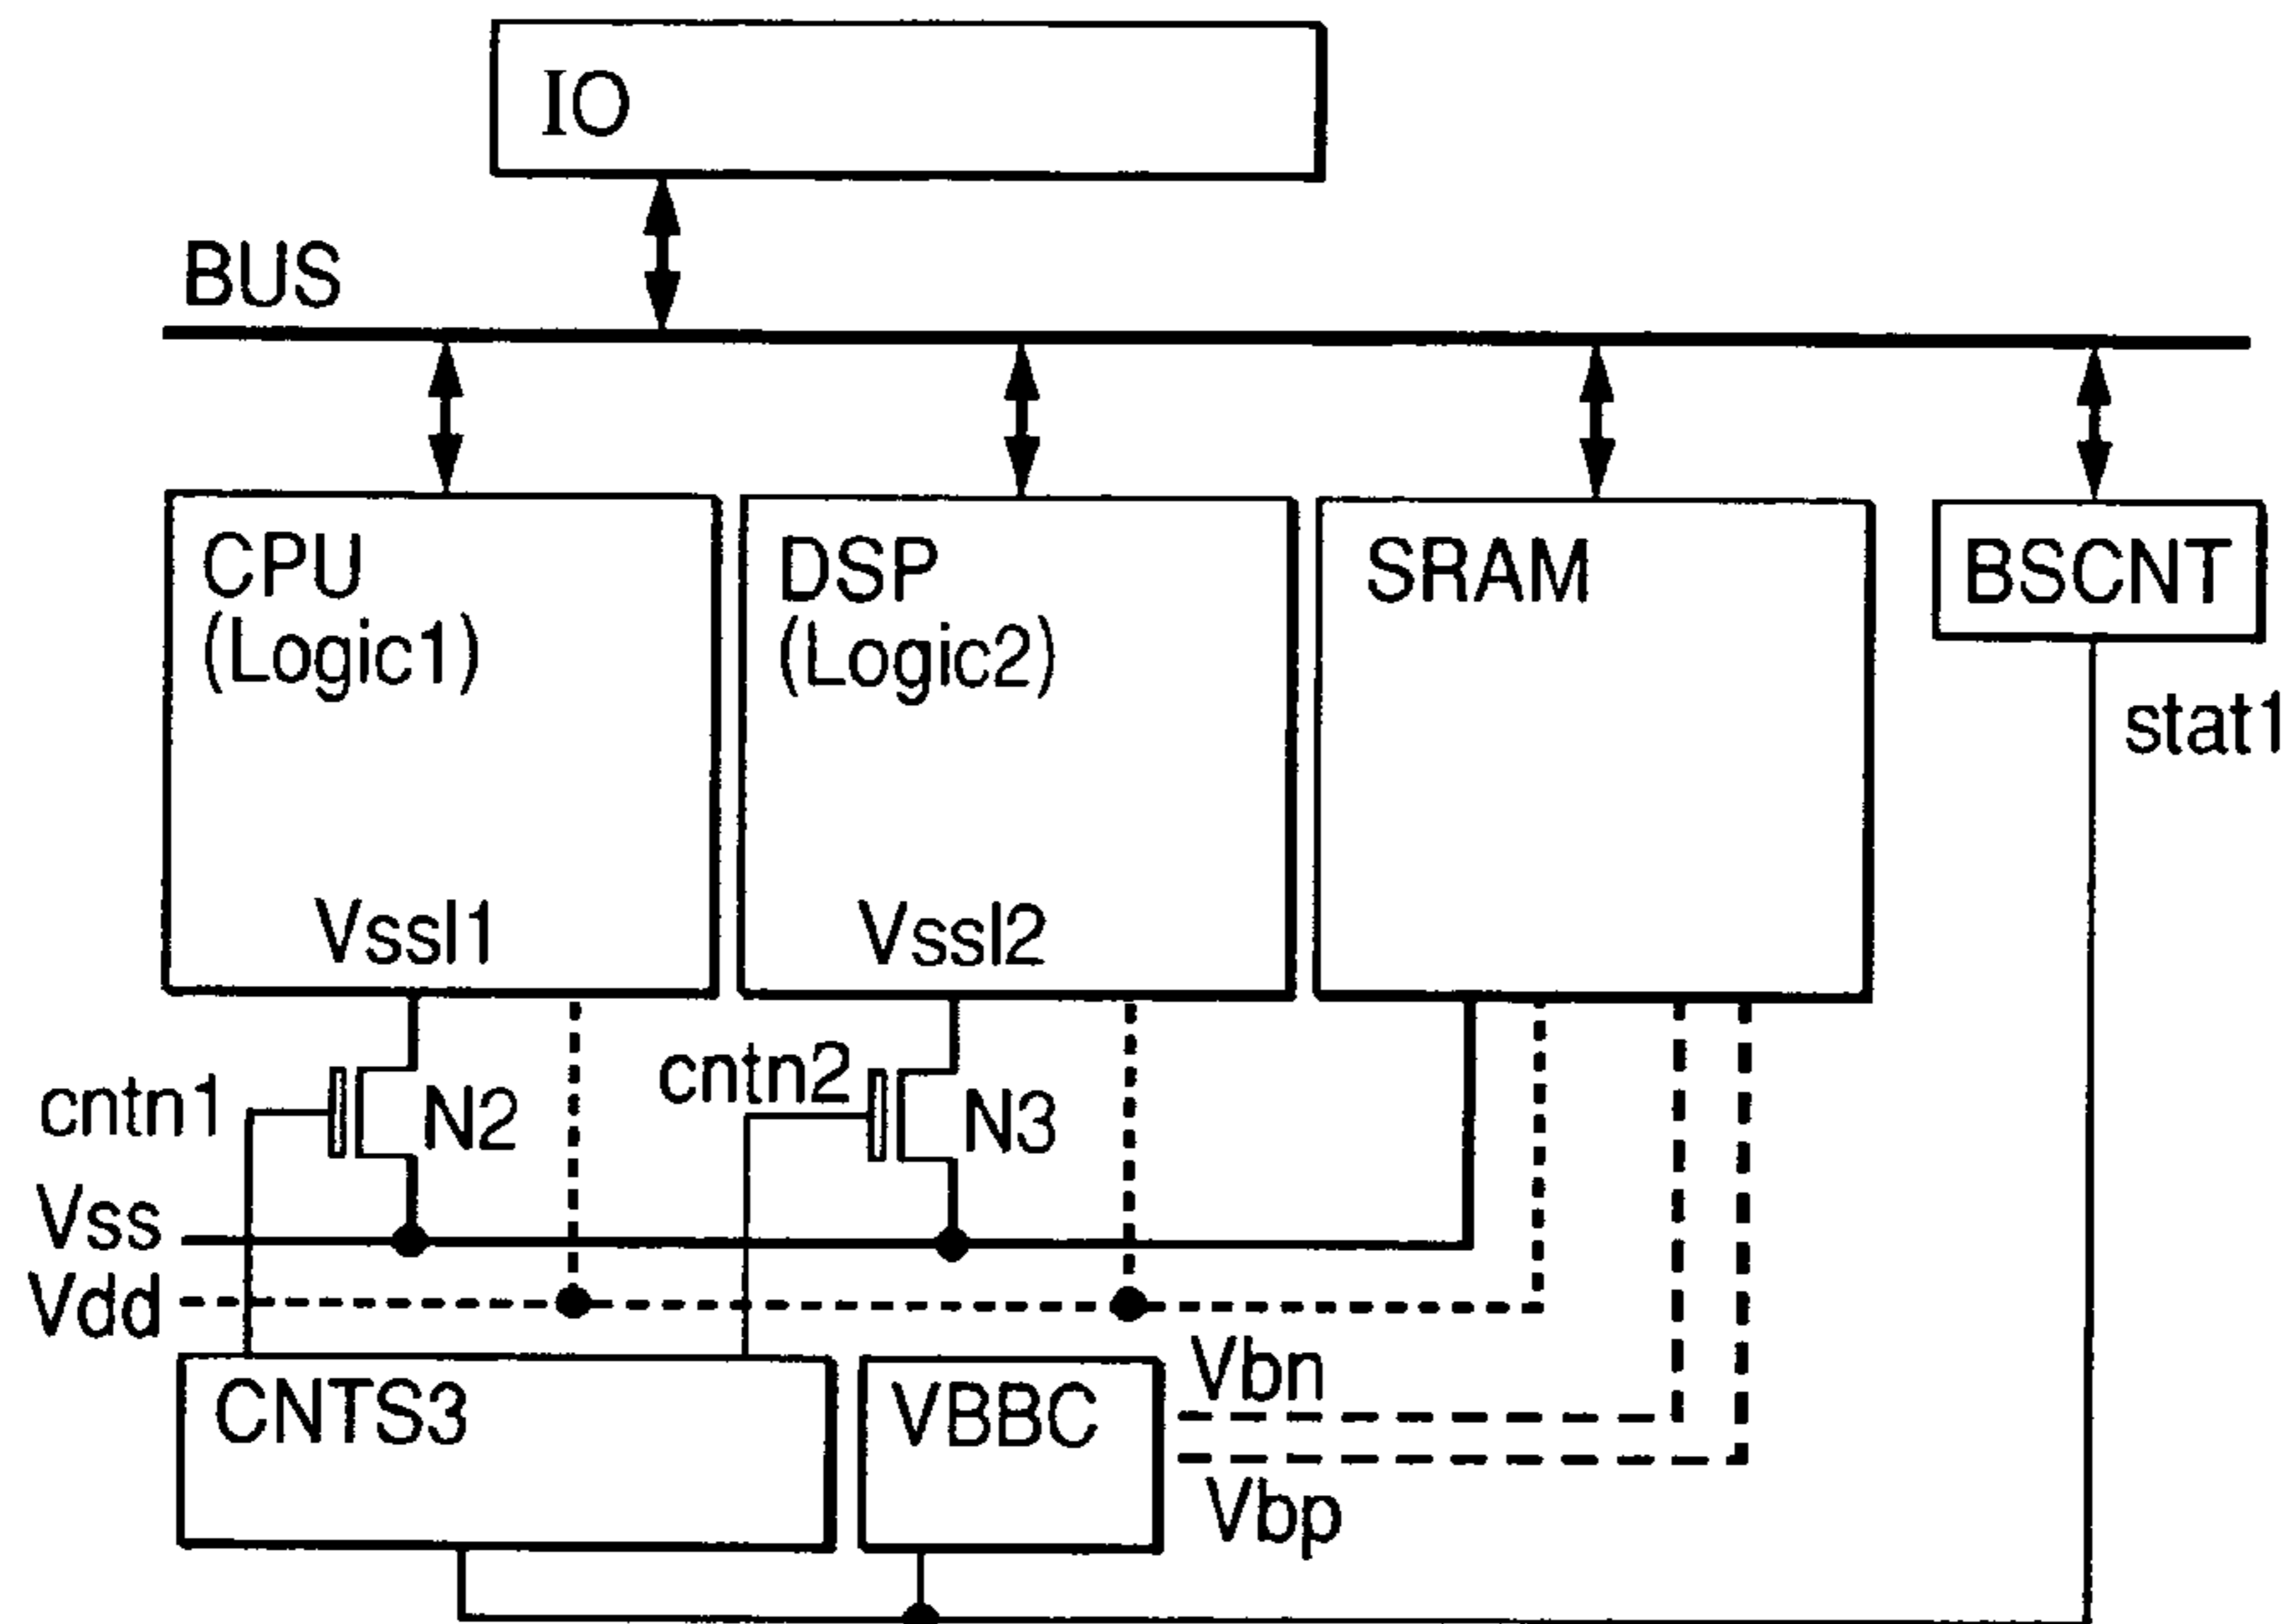 IO
BUS
CPU
(Logic1)
DSP
(Logic2)
SRAM
BSCNT
stat1
Vssl1
Vssl2
cntn1
N2
cntn2
N3
Vss
Vdd
CNTS3
VBBC
Vbn
Vbp